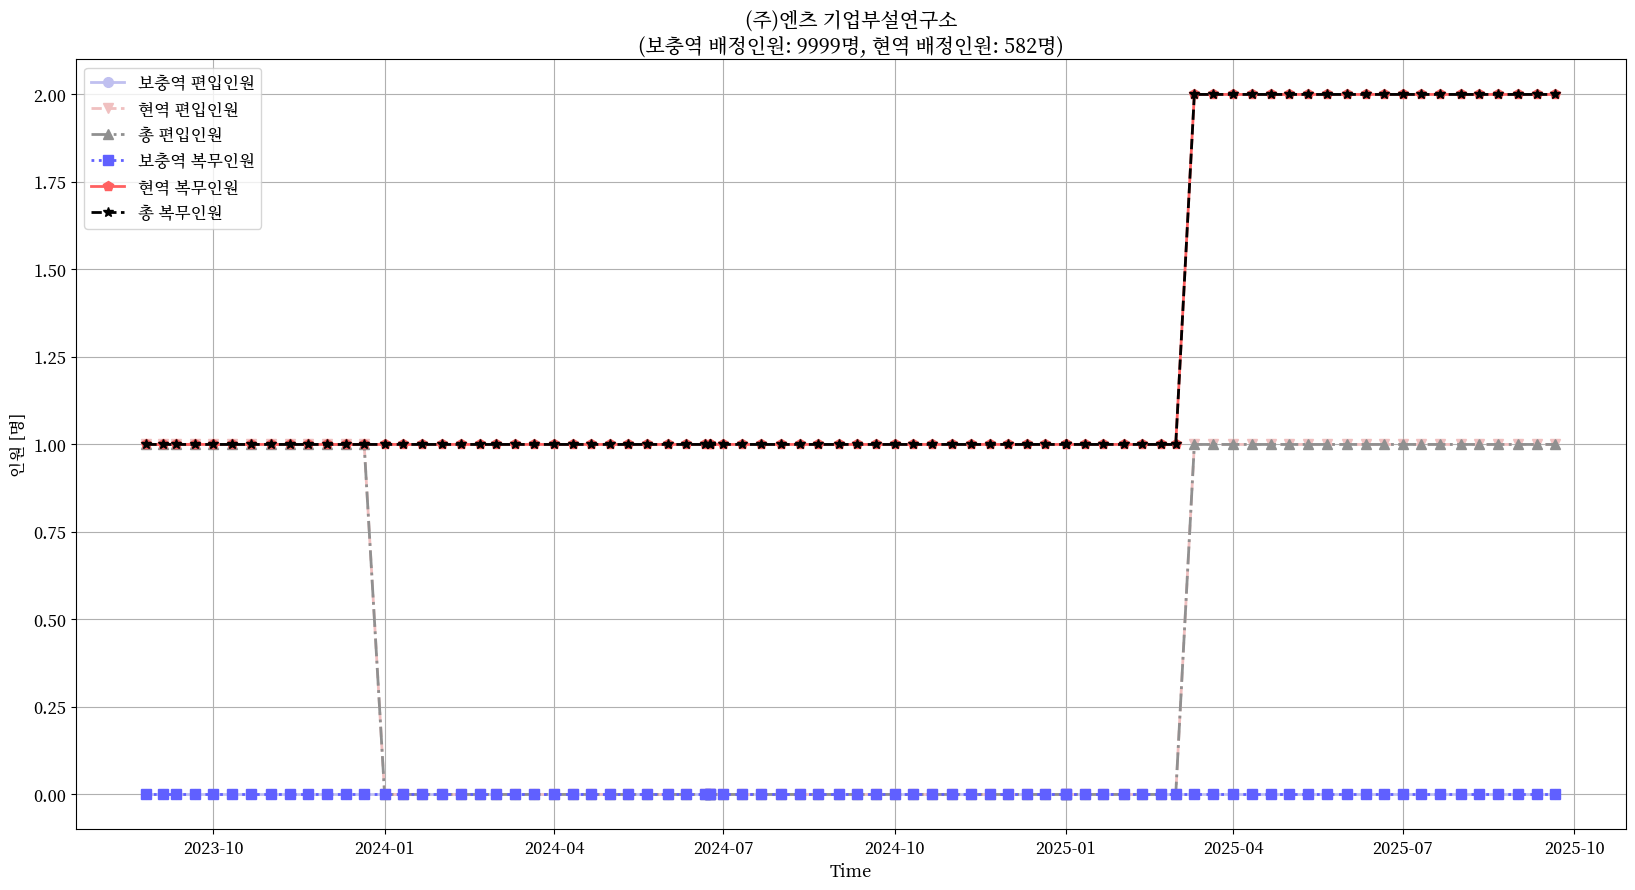 (주)엔츠 기업부설연구소
(보충역 배정인원: 9999명, 현역 배정인원: 582명)
보충역 편입인원
현역 편입인원
총 편입인원
보충역 복무인원
현역 복무인원
총 복무인원
2.00
1.75
1.50
1.25
1.00
0.75
0.50
0.25
0.00
인원 [명]
2023-10 2024-01 2024-04 2024-07 2024-10 2025-01 2025-04 2025-07 2025-10
Time